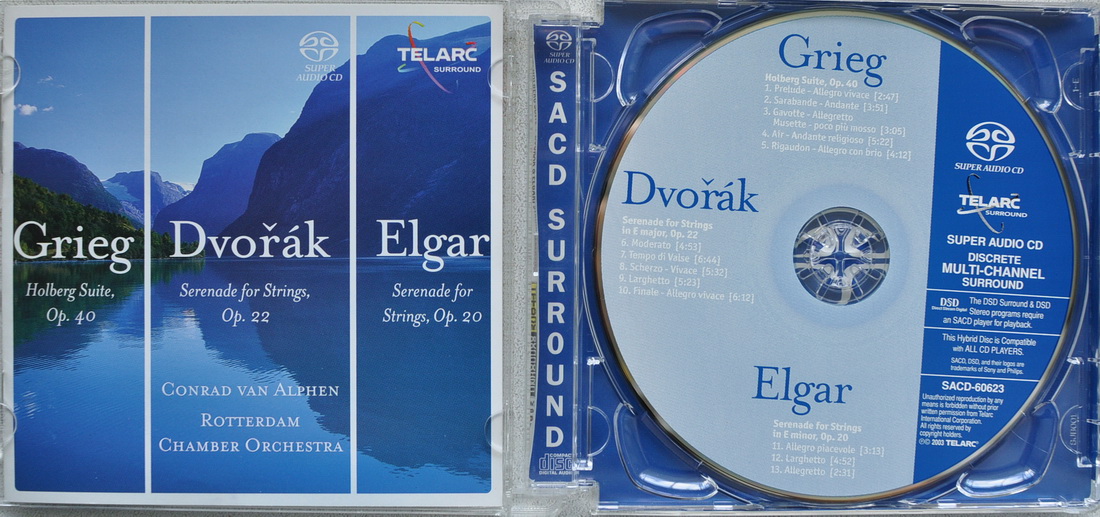 SUPER
AUDIO CD
TELARC
SURROUND
Grieg
Holberg Suite,
Op. 40
Dvořák
Serenade for Strings,
Op. 22
Elgar
Serenade for
Strings, Op. 20
CONRAD VAN ALPHEN
ROTTERDAM
CHAMBER ORCHESTRA
SUPER
AUDIO CD
SACD SURROUND
COMPACT
disc
DIGITAL AUDIO
Grieg
Holberg Suite, Op. 40
1. Prelude - Allegro vivace [2:47]
2. Sarabande - Andante [3:51]
3. Gavotte - Allegretto
Musette - poco più mosso [3:05]
4. Air - Andante religioso [5:22]
5. Rigaudon - Allegro con brio [4:12]
Dvořák
Serenade for Strings
in E major, Op. 22
6. Moderato [4:53]
7. Tempo di Valse [6:44]
8. Scherzo - Vivace [5:32]
9. Larghetto [5:23]
10. Finale - Allegro vivace [6:12]
Elgar
Serenade for Strings
in E minor, Op. 20
11. Allegro piacevole [3:13]
12. Larghetto [4:52]
13. Allegretto [2:31]
SUPER AUDIO CD
TELARC
SURROUND
SUPER AUDIO CD
DISCRETE
MULTI-CHANNEL
SURROUND
DSD
Direct Stream Digital
The DSD Surround & DSD
Stereo programs require
an SACD player for playback.
This Hybrid Disc is Compatible
with ALL CD PLAYERS.
SACD, DSD, and their logos are
trademarks of Sony and Philips.
SACD-60623
Unauthorized reproduction by any
means is forbidden without prior
written permission from Telarc
International Corporation.
All rights reserved by
copyright holders.
℗© 2003 TELARC